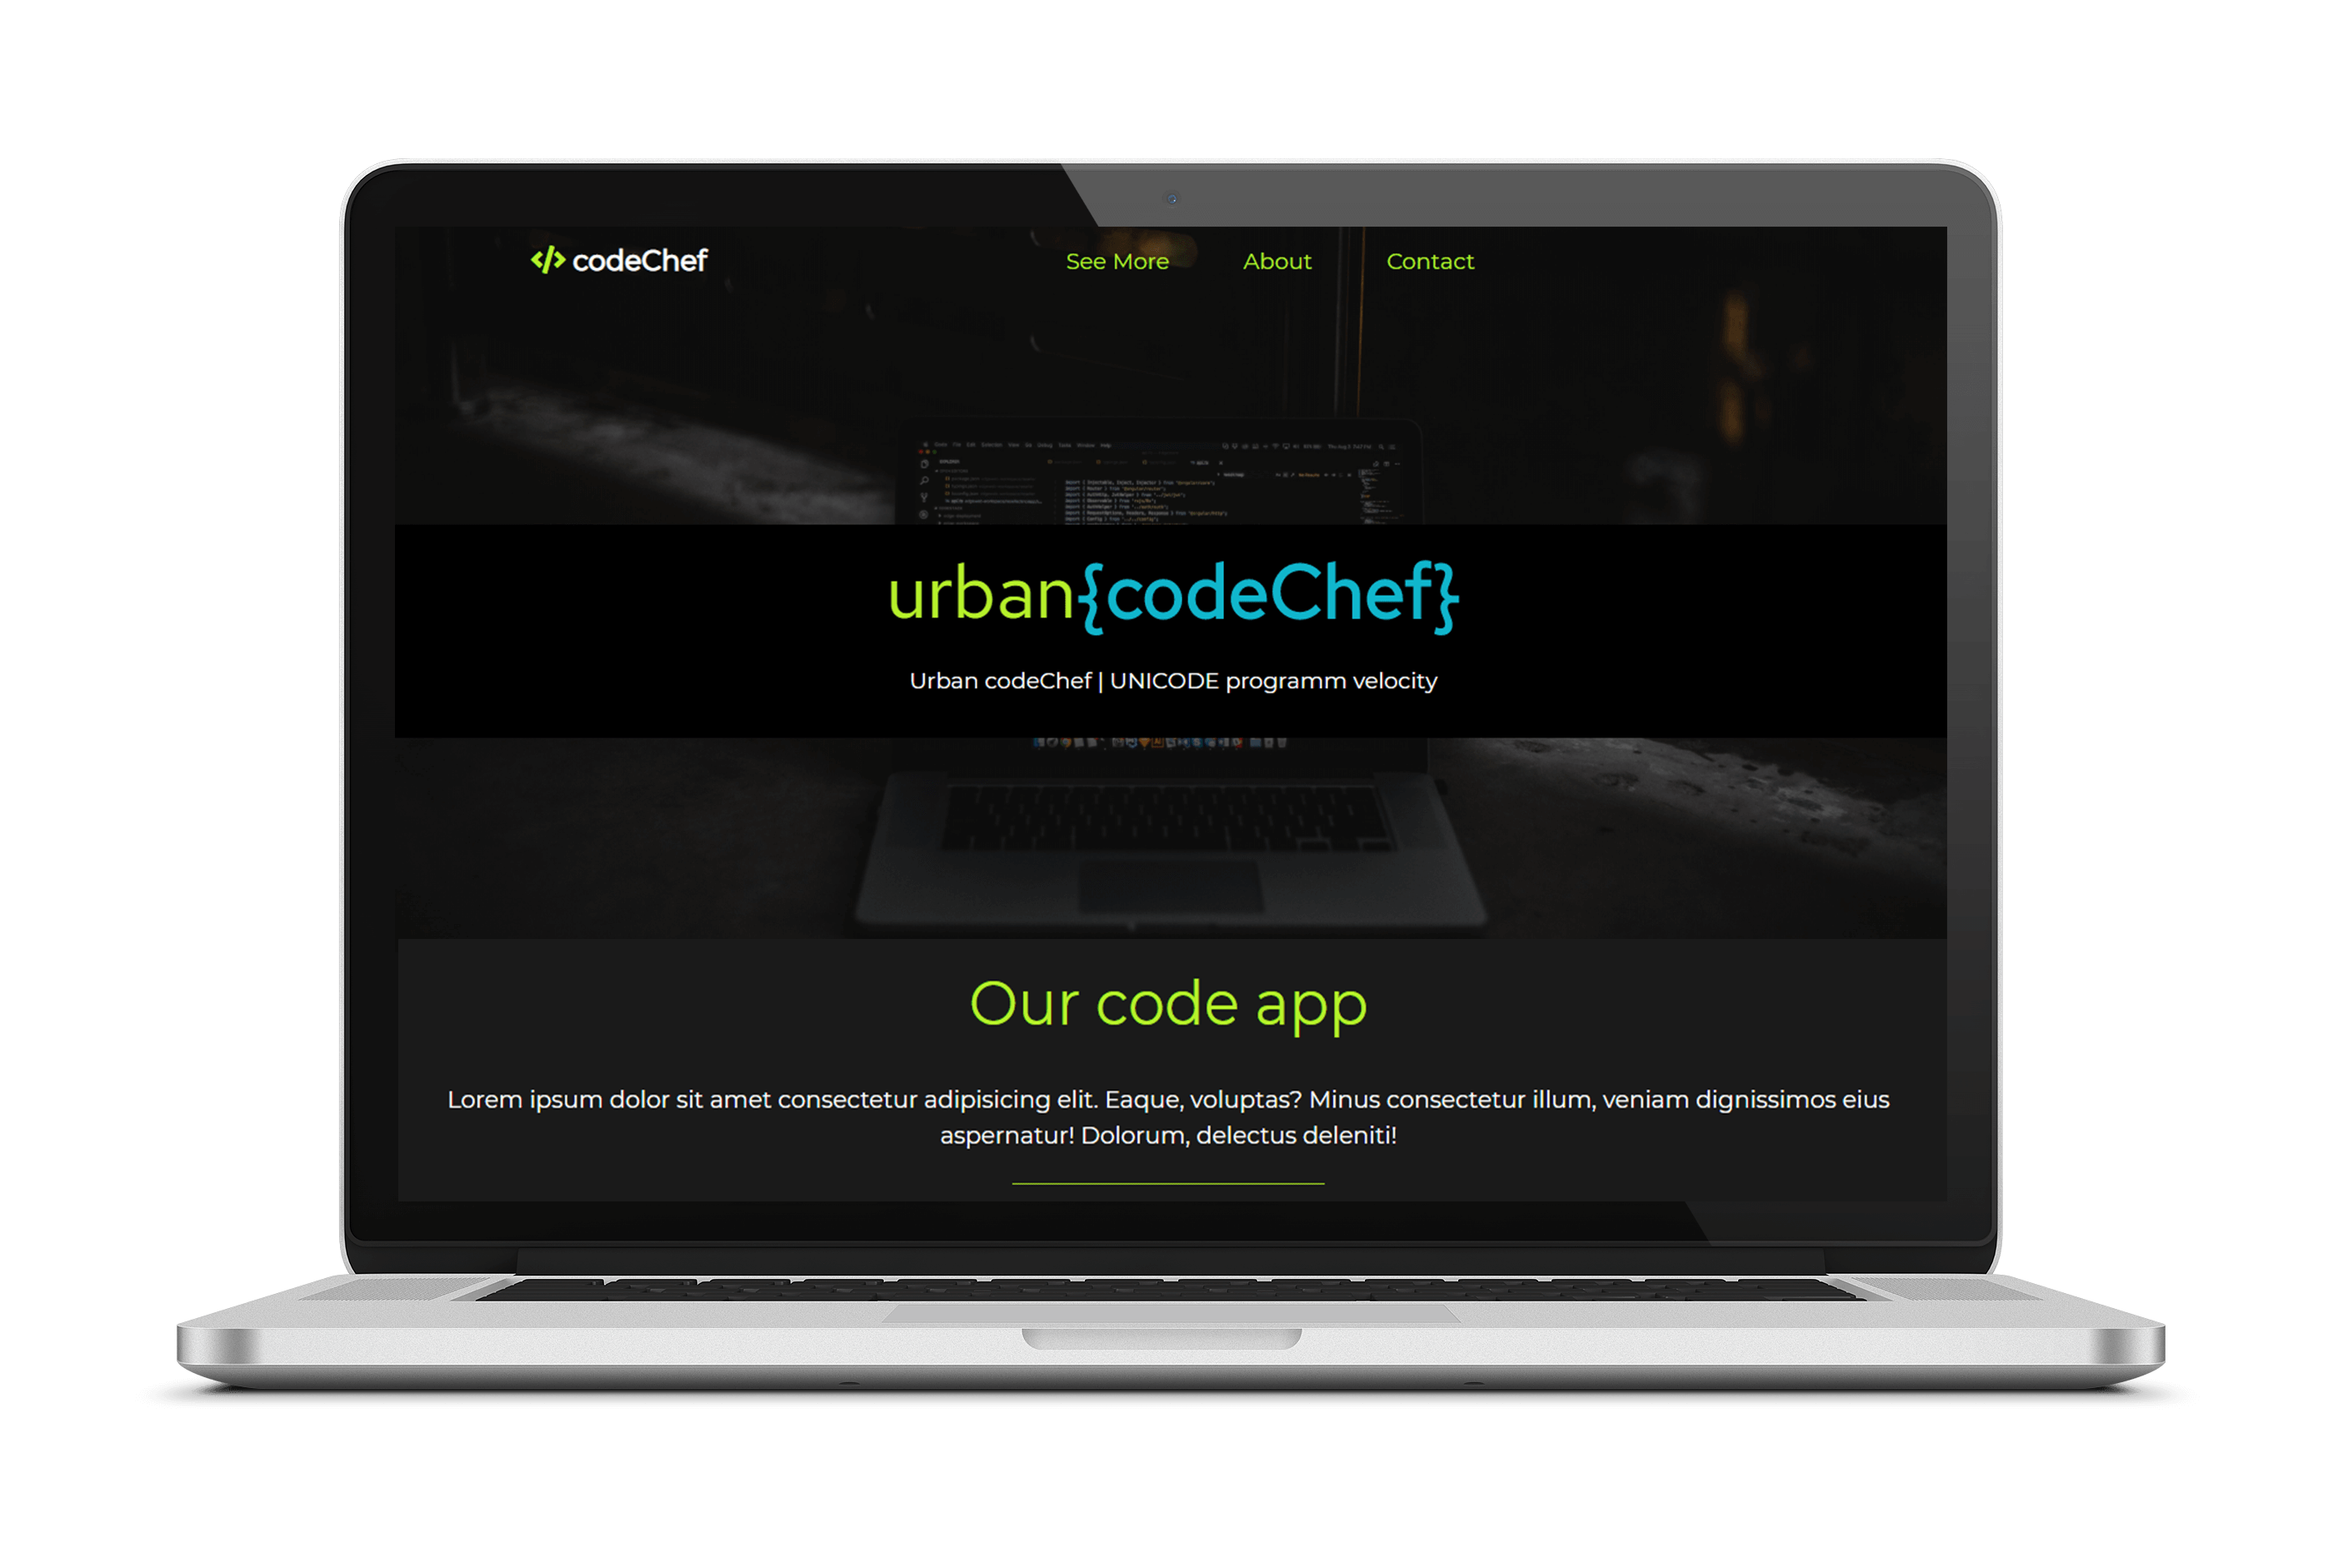 </> codeChef
See More About Contact
urban{codeChef}
Urban codeChef | UNICODE programm velocity
Our code app
Lorem ipsum dolor sit amet consectetur adipisicing elit. Eaque, voluptas? Minus consectetur illum, veniam dignissimos eius
aspernatur! Dolorum, delectus deleniti!